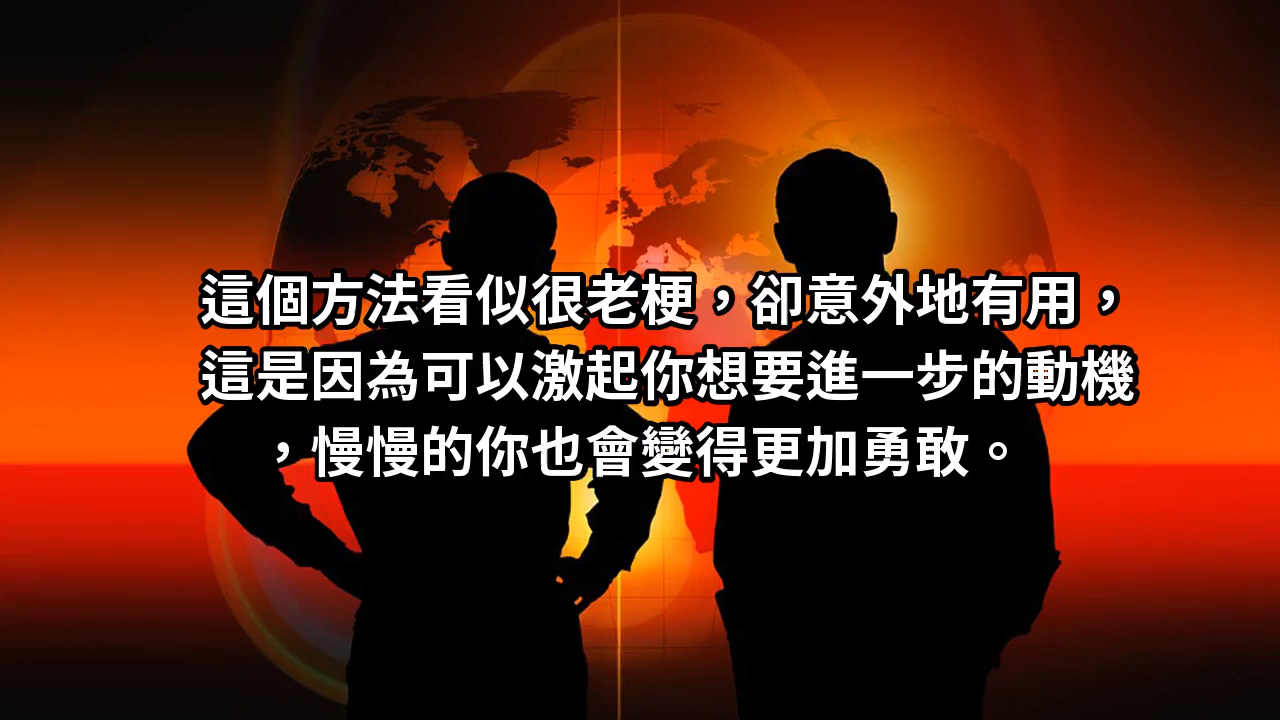 這個方法看似很老梗，卻意外地有用，
這是因為可以激起你想要進一步的動機
，慢慢的你也會變得更加勇敢。